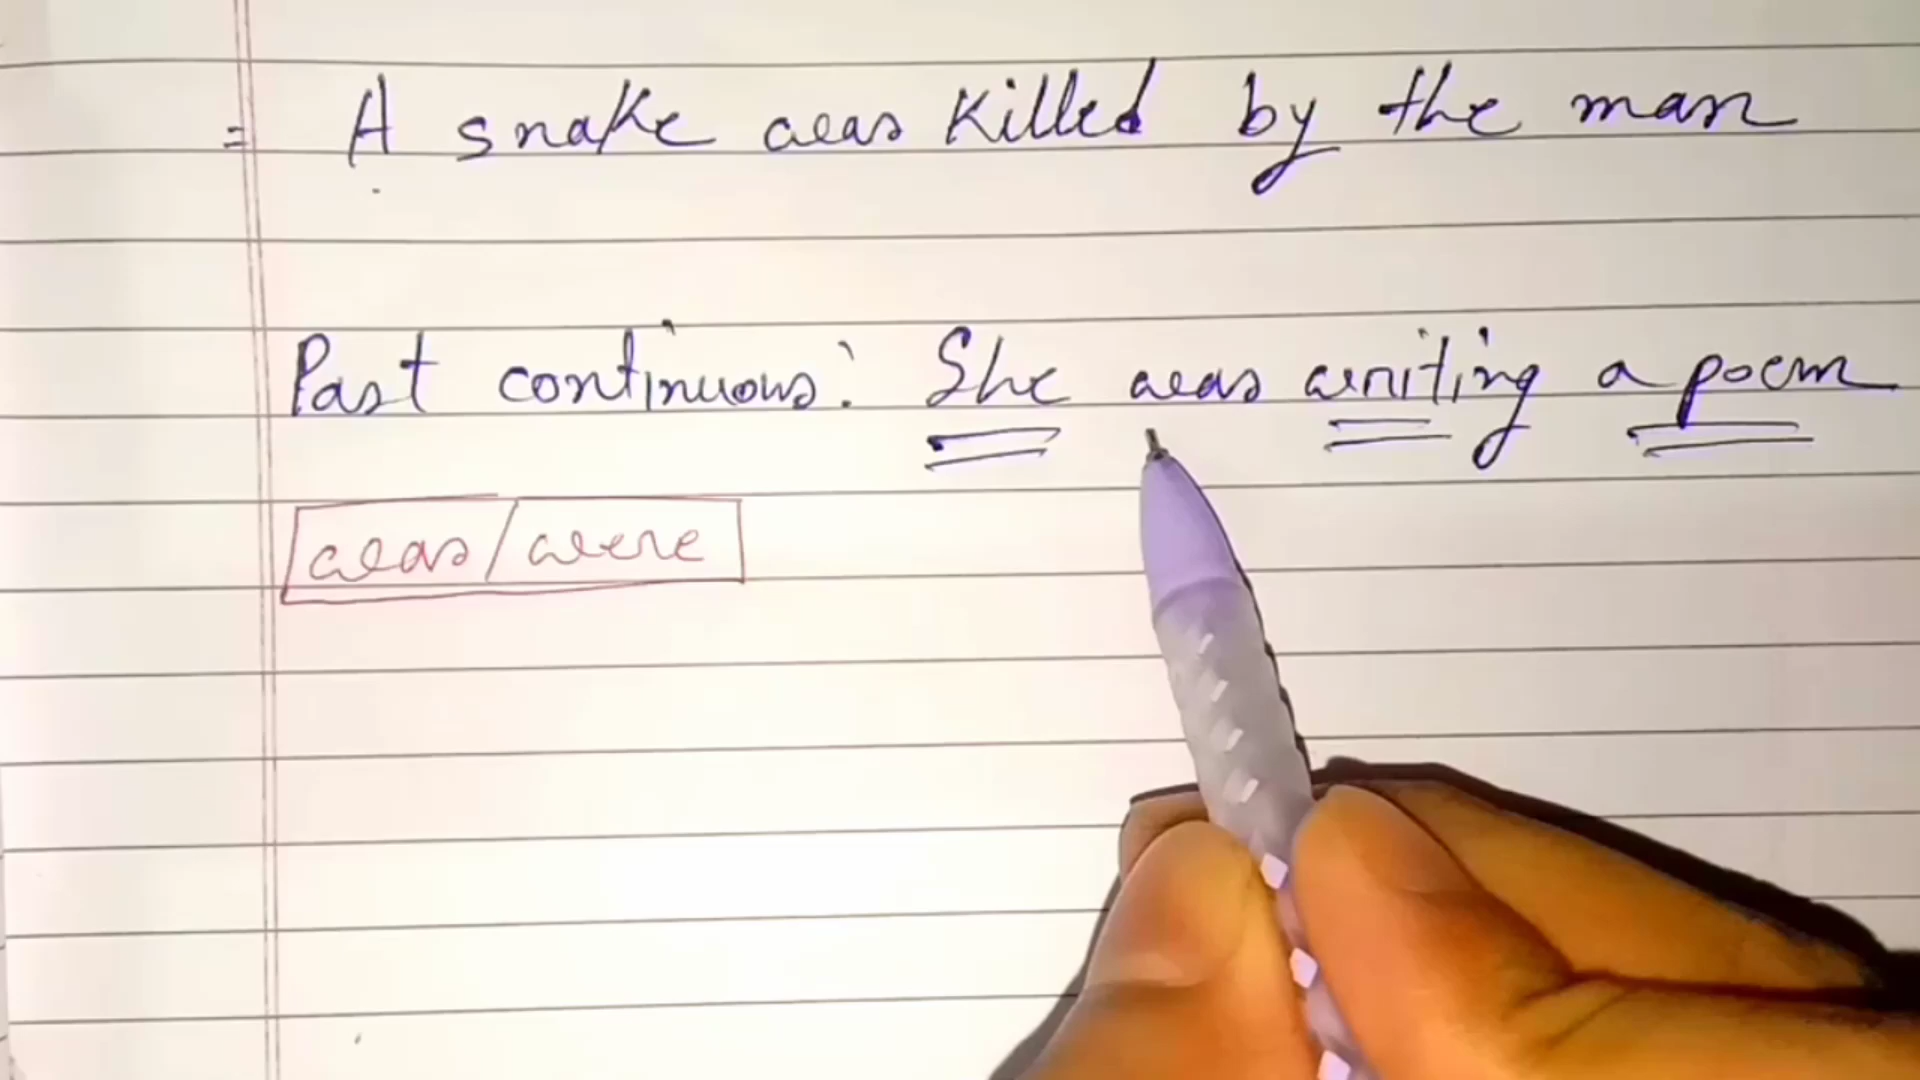 = A snake was killed by the man
Past continuous: She was writing a poem
was/were